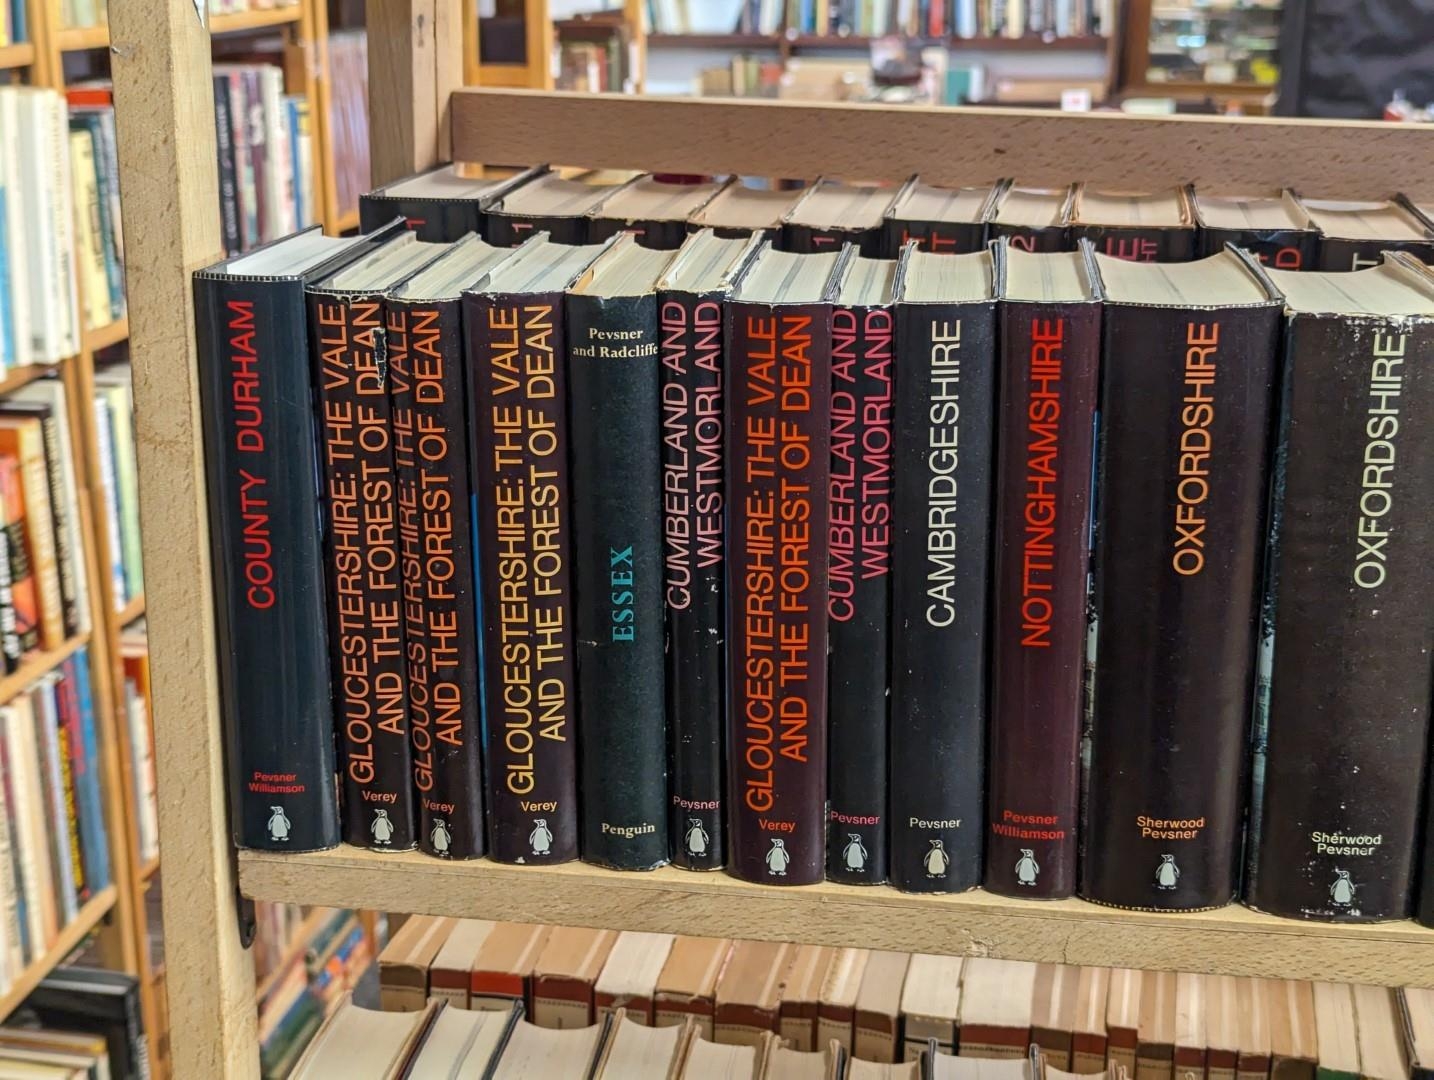 COUNTY DURHAM
Pevsner
Williamson
GLOUCESTERSHIRE: THE VALE
AND THE FOREST OF DEAN
Verey
GLOUCESTERSHIRE: THE VALE
AND THE FOREST OF DEAN
Verey
GLOUCESTERSHIRE: THE VALE
AND THE FOREST OF DEAN
Verey
Pevsner
and Radcliffe
ESSEX
Penguin
CUMBERLAND AND
WESTMORLAND
Pevsner
GLOUCESTERSHIRE: THE VALE
AND THE FOREST OF DEAN
Verey
CUMBERLAND AND
WESTMORLAND
Pevsner
CAMBRIDGESHIRE
Pevsner
NOTTINGHAMSHIRE
Pevsner
Williamson
OXFORDSHIRE
Sherwood
Pevsner
OXFORDSHIRE
Sherwood
Pevsner